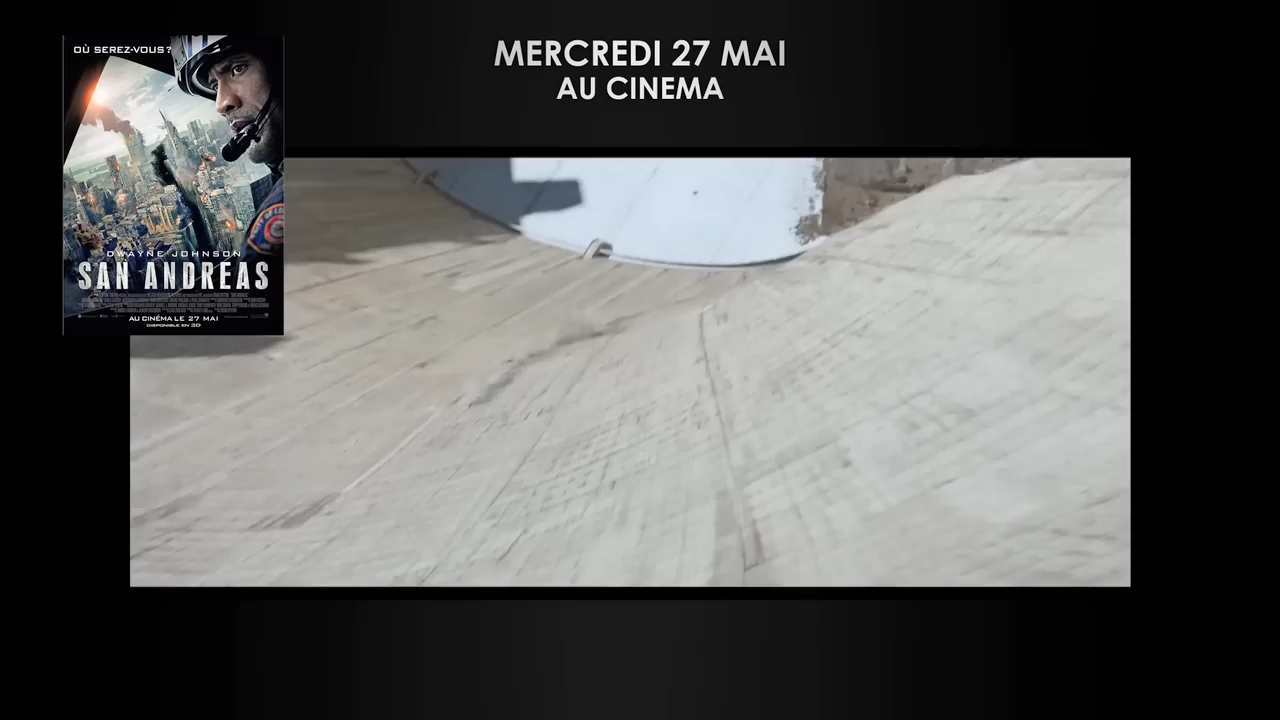 OÙ SEREZ-VOUS?
MERCREDI 27 MAI
AU CINEMA
DWAYNE JOHNSON
SAN ANDREAS
AU CINÉMA LE 27 MAI
DISPONIBLE EN 3D